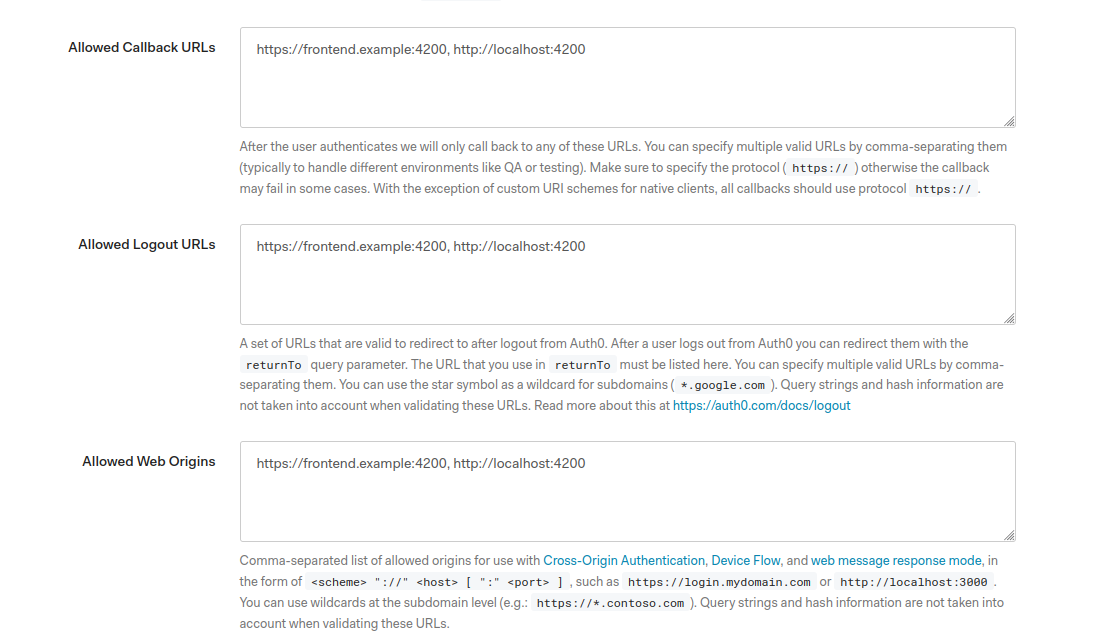 Allowed Callback URLs
https://frontend.example:4200, http://localhost:4200
After the user authenticates we will only call back to any of these URLs. You can specify multiple valid URLs by comma-separating them
(typically to handle different environments like QA or testing). Make sure to specify the protocol ( https:// ) otherwise the callback
may fail in some cases. With the exception of custom URI schemes for native clients, all callbacks should use protocol https:// .
Allowed Logout URLs
https://frontend.example:4200, http://localhost:4200
A set of URLs that are valid to redirect to after logout from Auth0. After a user logs out from Auth0 you can redirect them with the
returnTo query parameter. The URL that you use in returnTo must be listed here. You can specify multiple valid URLs by comma-
separating them. You can use the star symbol as a wildcard for subdomains ( *.google.com ). Query strings and hash information are
not taken into account when validating these URLs. Read more about this at https://auth0.com/docs/logout
Allowed Web Origins
https://frontend.example:4200, http://localhost:4200
Comma-separated list of allowed origins for use with Cross-Origin Authentication, Device Flow, and web message response mode, in
the form of <scheme> "://" <host> [ ":" <port> ] , such as https://login.mydomain.com or http://localhost:3000 .
You can use wildcards at the subdomain level (e.g.: https://*.contoso.com ). Query strings and hash information are not taken into
account when validating these URLs.